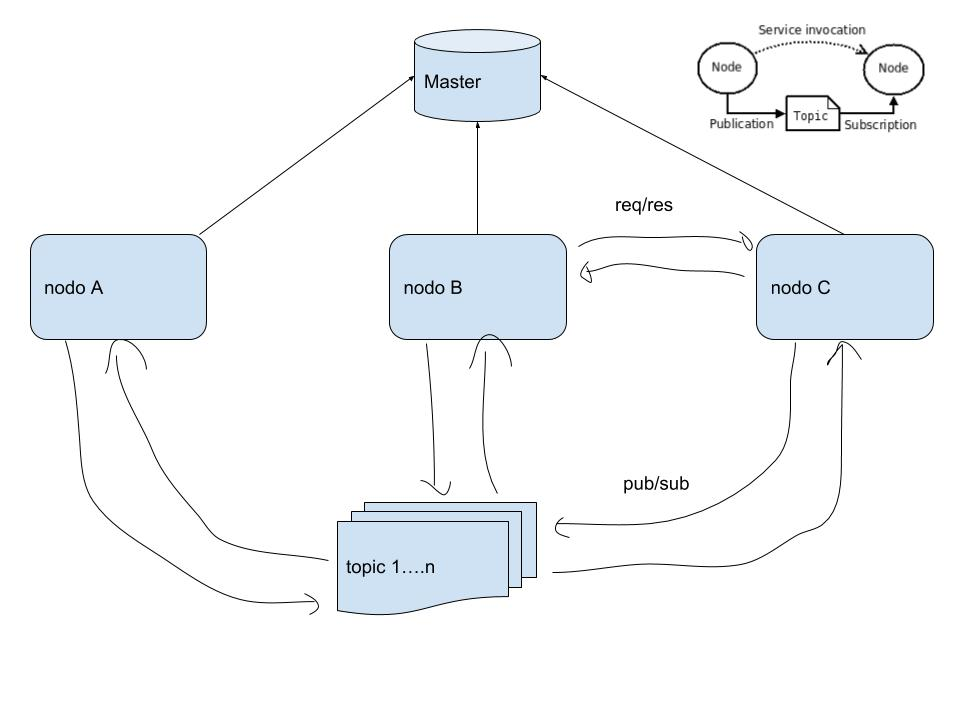 Master
Service invocation
Node
Node
Topic
Publication
Subscription
req/res
nodo A
nodo B
nodo C
pub/sub
topic 1....n